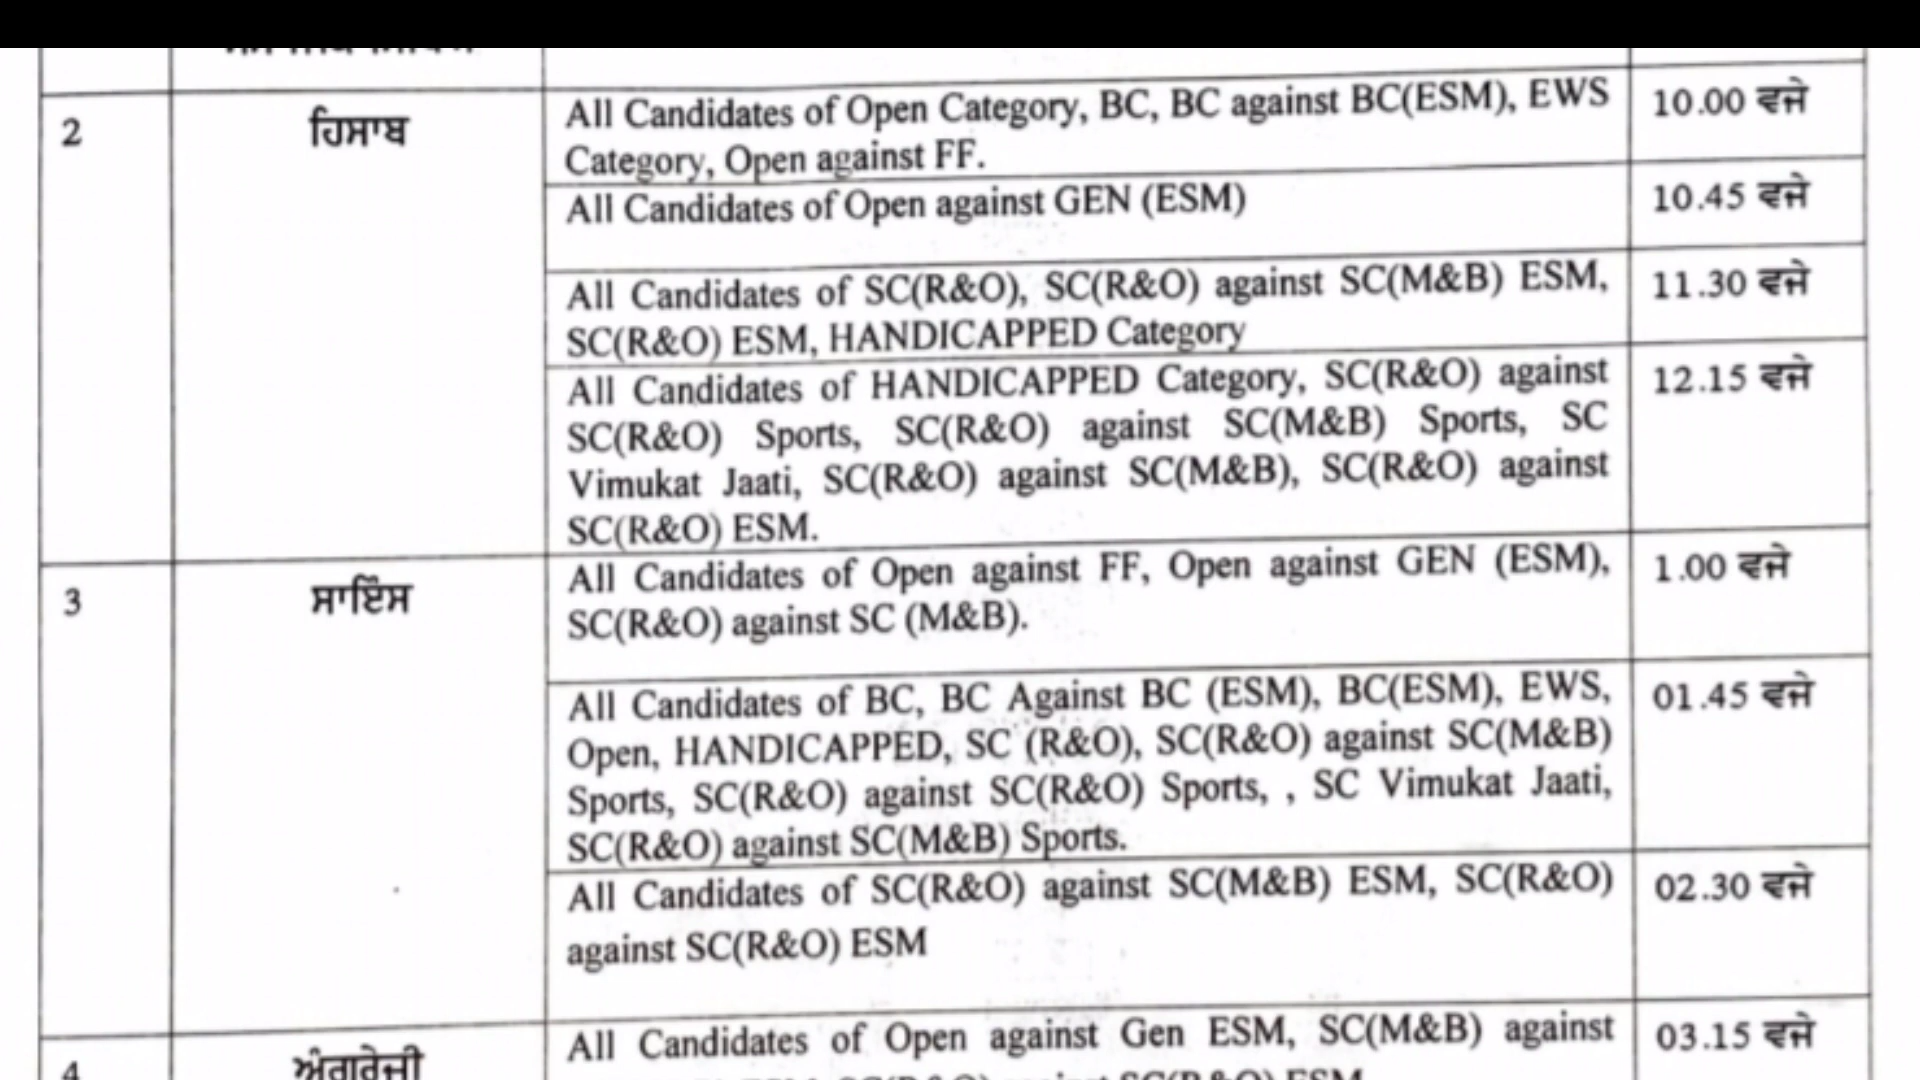 2
ਹਿਸਾਬ
All Candidates of Open Category, BC, BC against BC(ESM), EWS
Category, Open against FF.
10.00 ਵਜੇ
All Candidates of Open against GEN (ESM)
10.45 ਵਜੇ
All Candidates of SC(R&O), SC(R&O) against SC(M&B) ESM,
SC(R&O) ESM, HANDICAPPED Category
11.30 ਵਜੇ
All Candidates of HANDICAPPED Category, SC(R&O) against
SC(R&O) Sports, SC(R&O) against SC(M&B) Sports, SC
Vimukat Jaati, SC(R&O) against SC(M&B), SC(R&O) against
SC(R&O) ESM.
12.15 ਵਜੇ
3
ਸਾਇੰਸ
All Candidates of Open against FF, Open against GEN (ESM),
SC(R&O) against SC (M&B).
1.00 ਵਜੇ
All Candidates of BC, BC Against BC (ESM), BC(ESM), EWS,
Open, HANDICAPPED, SC (R&O), SC(R&O) against SC(M&B)
Sports, SC(R&O) against SC(R&O) Sports, , SC Vimukat Jaati,
SC(R&O) against SC(M&B) Sports.
01.45 ਵਜੇ
All Candidates of SC(R&O) against SC(M&B) ESM, SC(R&O)
against SC(R&O) ESM
02.30 ਵਜੇ
4
ਅੰਗਰੇਜੀ
All Candidates of Open against Gen ESM, SC(M&B) against
03.15 ਵਜੇ